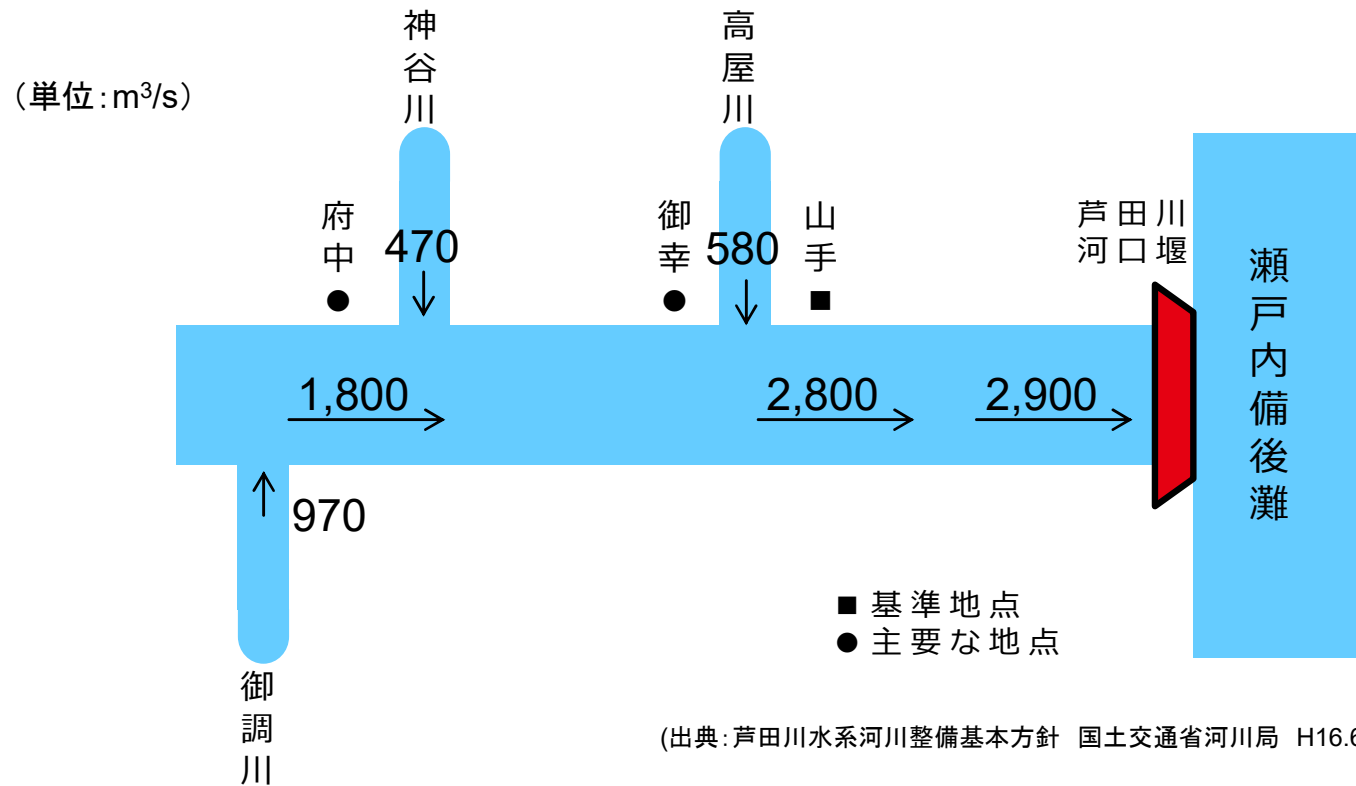 （単位：m³/s）
神谷川
高屋川
府中
470
御幸
580
山手
芦田川
河口堰
瀬戸内備後灘
1,800
2,800
2,900
970
御調川
■ 基準地点
● 主要な地点
(出典：芦田川水系河川整備基本方針 国土交通省河川局 H16.6